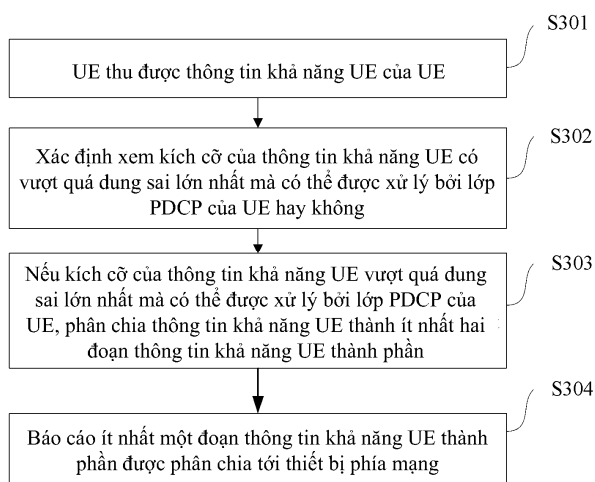 S301
UE thu được thông tin khả năng UE của UE
S302
Xác định xem kích cỡ của thông tin khả năng UE có
vượt quá dung sai lớn nhất mà có thể được xử lý bởi lớp
PDCP của UE hay không
S303
Nếu kích cỡ của thông tin khả năng UE vượt quá dung
sai lớn nhất mà có thể được xử lý bởi lớp PDCP của
UE, phân chia thông tin khả năng UE thành ít nhất hai
đoạn thông tin khả năng UE thành phần
S304
Báo cáo ít nhất một đoạn thông tin khả năng UE thành
phần được phân chia tới thiết bị phía mạng